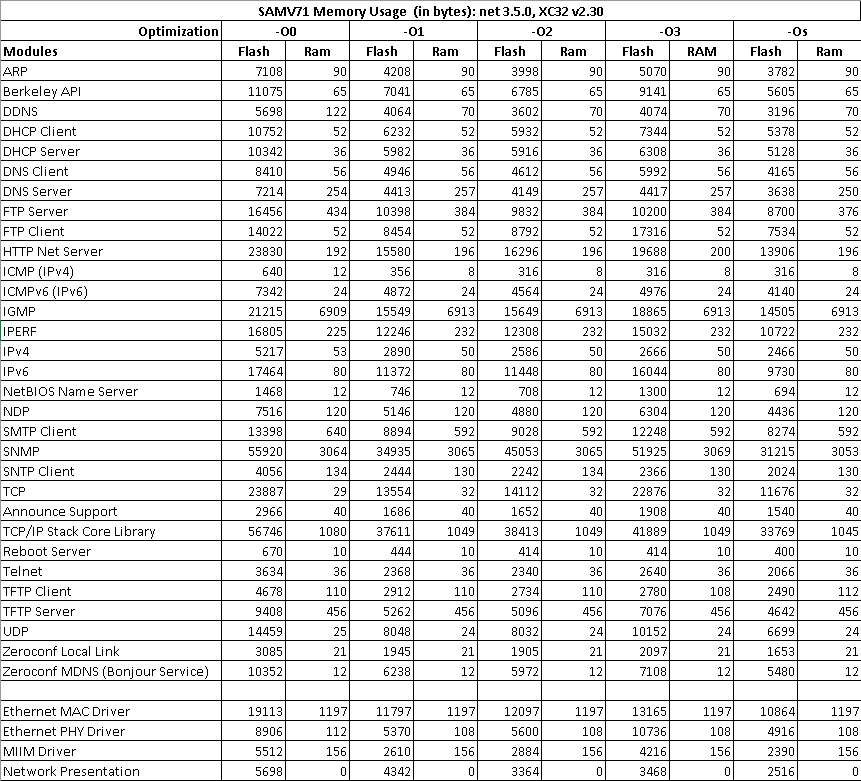 SAMV71 Memory Usage (in bytes): net 3.5.0, XC32 v2.30
Optimization -O0 -O1 -O2 -O3 -Os
Modules Flash Ram Flash Ram Flash Ram Flash RAM Flash Ram
ARP 7108 90 4208 90 3998 90 5070 90 3782 90
Berkeley API 11075 65 7041 65 6785 65 9141 65 5605 65
DDNS 5698 122 4064 70 3602 70 4074 70 3196 70
DHCP Client 10752 52 6232 52 5932 52 7344 52 5378 52
DHCP Server 10342 36 5982 36 5916 36 6308 36 5128 36
DNS Client 8410 56 4946 56 4612 56 5992 56 4165 56
DNS Server 7214 254 4413 257 4149 257 4417 257 3638 250
FTP Server 16456 434 10398 384 9832 384 10200 384 8700 376
FTP Client 14022 52 8454 52 8792 52 17316 52 7534 52
HTTP Net Server 23830 192 15580 196 16296 196 19688 200 13906 196
ICMP (IPv4) 640 12 356 8 316 8 316 8 316 8
ICMPv6 (IPv6) 7342 24 4872 24 4564 24 4976 24 4140 24
IGMP 21215 6909 15549 6913 15649 6913 18865 6913 14505 6913
IPERF 16805 225 12246 232 12308 232 15032 232 10722 232
IPv4 5217 53 2890 50 2586 50 2666 50 2466 50
IPv6 17464 80 11372 80 11448 80 16044 80 9730 80
NetBIOS Name Server 1468 12 746 12 708 12 1300 12 694 12
NDP 7516 120 5146 120 4880 120 6304 120 4436 120
SMTP Client 13398 640 8894 592 9028 592 12248 592 8274 592
SNMP 55920 3064 34935 3065 45053 3065 51925 3069 31215 3053
SNTP Client 4056 134 2444 130 2242 134 2366 130 2024 130
TCP 23887 29 13554 32 14112 32 22876 32 11676 32
Announce Support 2966 40 1686 40 1652 40 1908 40 1540 40
TCP/IP Stack Core Library 56746 1080 37611 1049 38413 1049 41889 1049 33769 1045
Reboot Server 670 10 444 10 414 10 414 10 400 10
Telnet 3634 36 2368 36 2340 36 2640 36 2066 36
TFTP Client 4678 110 2912 110 2734 110 2780 108 2490 112
TFTP Server 9408 456 5262 456 5096 456 7076 456 4642 456
UDP 14459 25 8048 24 8032 24 10152 24 6699 24
Zeroconf Local Link 3085 21 1945 21 1905 21 2097 21 1653 21
Zeroconf MDNS (Bonjour Service) 10352 12 6238 12 5972 12 7108 12 5480 12
Ethernet MAC Driver 19113 1197 11797 1197 12097 1197 13165 1197 10864 1197
Ethernet PHY Driver 8906 112 5370 108 5600 108 10736 108 4916 108
MIIM Driver 5512 156 2610 156 2884 156 4216 156 2390 156
Network Presentation 5698 0 4342 0 3364 0 3468 0 2516 0